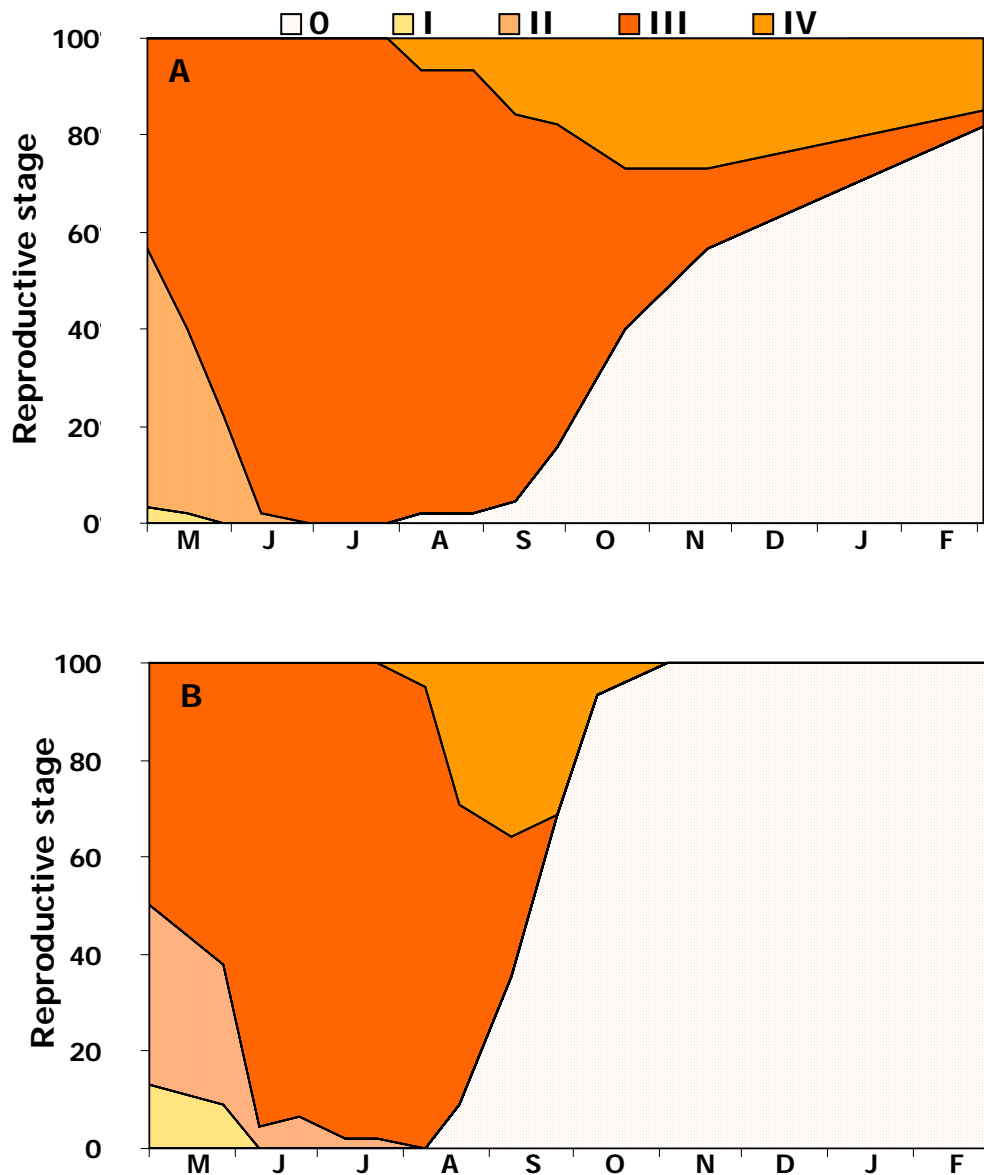 0 I II III IV
100'
A
80'
60'
40'
20'
0'
Reproductive stage
M J J A S O N D J F
100
B
80
60
40
20
0
Reproductive stage
M J J A S O N D J F